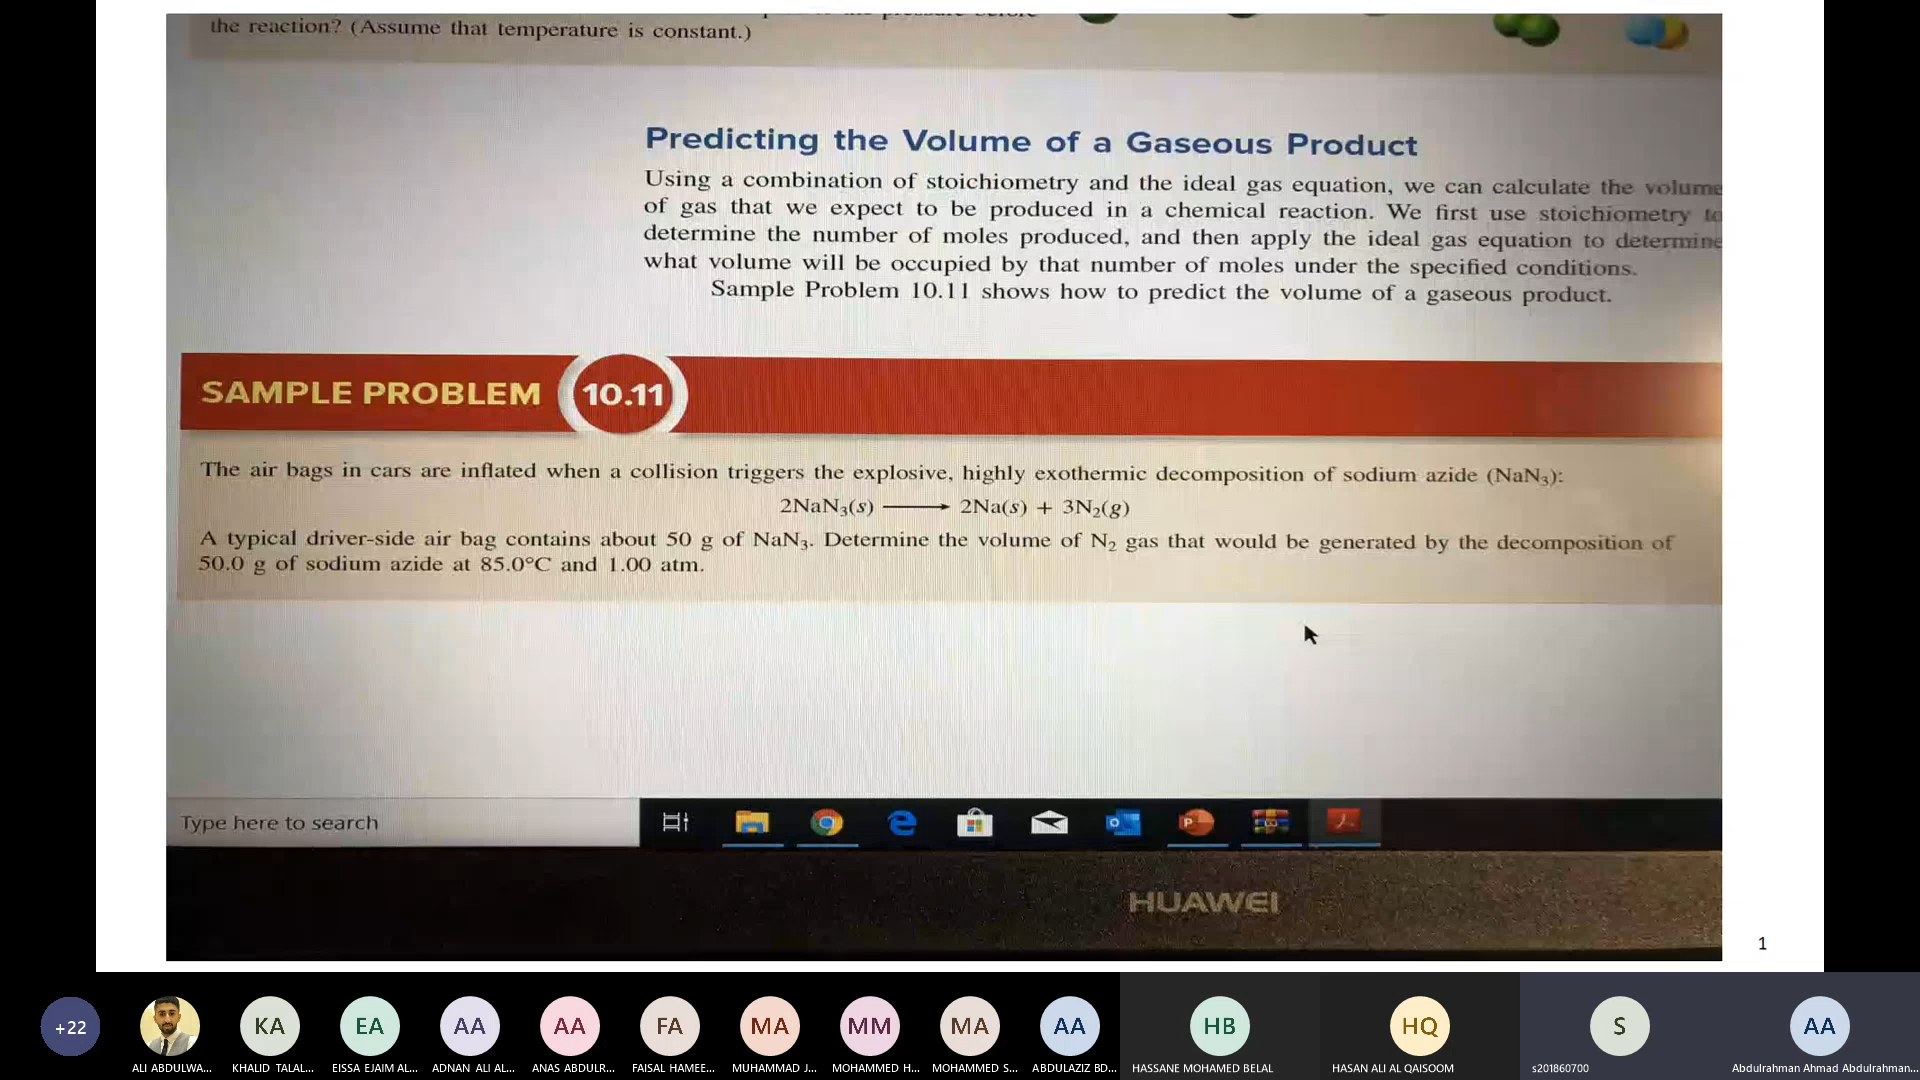 the reaction? (Assume that temperature is constant.)
Predicting the Volume of a Gaseous Product
Using a combination of stoichiometry and the ideal gas equation, we can calculate the volume
of gas that we expect to be produced in a chemical reaction. We first use stoichiometry to
determine the number of moles produced, and then apply the ideal gas equation to determine
what volume will be occupied by that number of moles under the specified conditions.
Sample Problem 10.11 shows how to predict the volume of a gaseous product.
SAMPLE PROBLEM 10.11
The air bags in cars are inflated when a collision triggers the explosive, highly exothermic decomposition of sodium azide (NaN₃):
2NaN₃(s) ⟶ 2Na(s) + 3N₂(g)
A typical driver-side air bag contains about 50 g of NaN₃. Determine the volume of N₂ gas that would be generated by the decomposition of
50.0 g of sodium azide at 85.0°C and 1.00 atm.
Type here to search
HUAWEI
1
+22 KA EA AA AA FA MA MM MA AA HB HQ S AA
ALI ABDULWA... KHALID TALAL... EISSA EJAIM AL... ADNAN ALI AL... ANAS ABDULR... FAISAL HAMEE... MUHAMMAD J... MOHAMMED H... MOHAMMED S... ABDULAZIZ BD... HASSANE MOHAMED BELAL HASAN ALI AL QAISOOM s201860700 Abdulrahman Ahmad Abdulrahman...